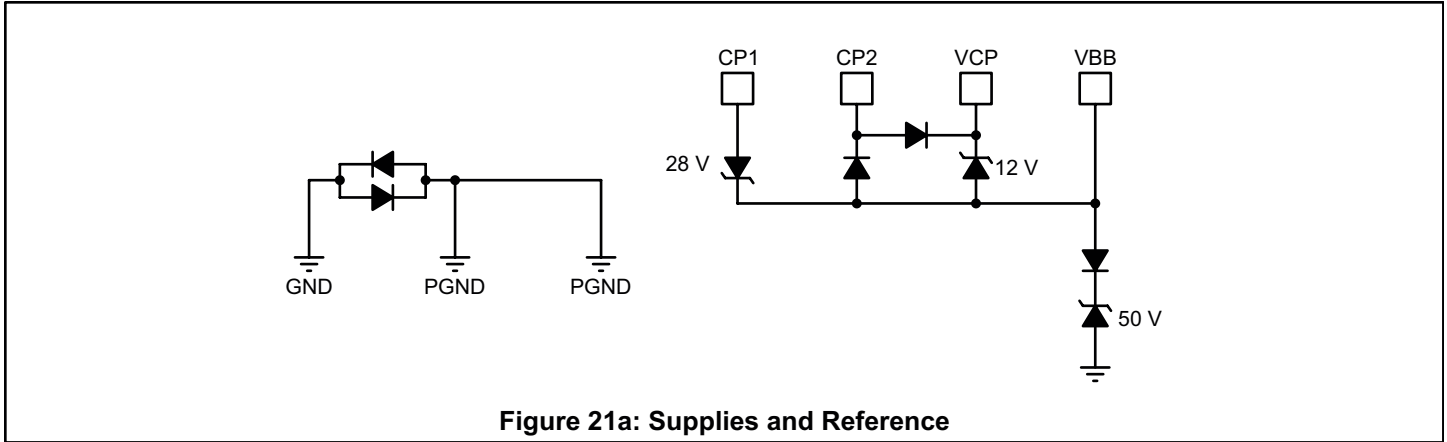 CP1 CP2 VCP VBB
28 V 12 V
GND PGND PGND
50 V
Figure 21a: Supplies and Reference